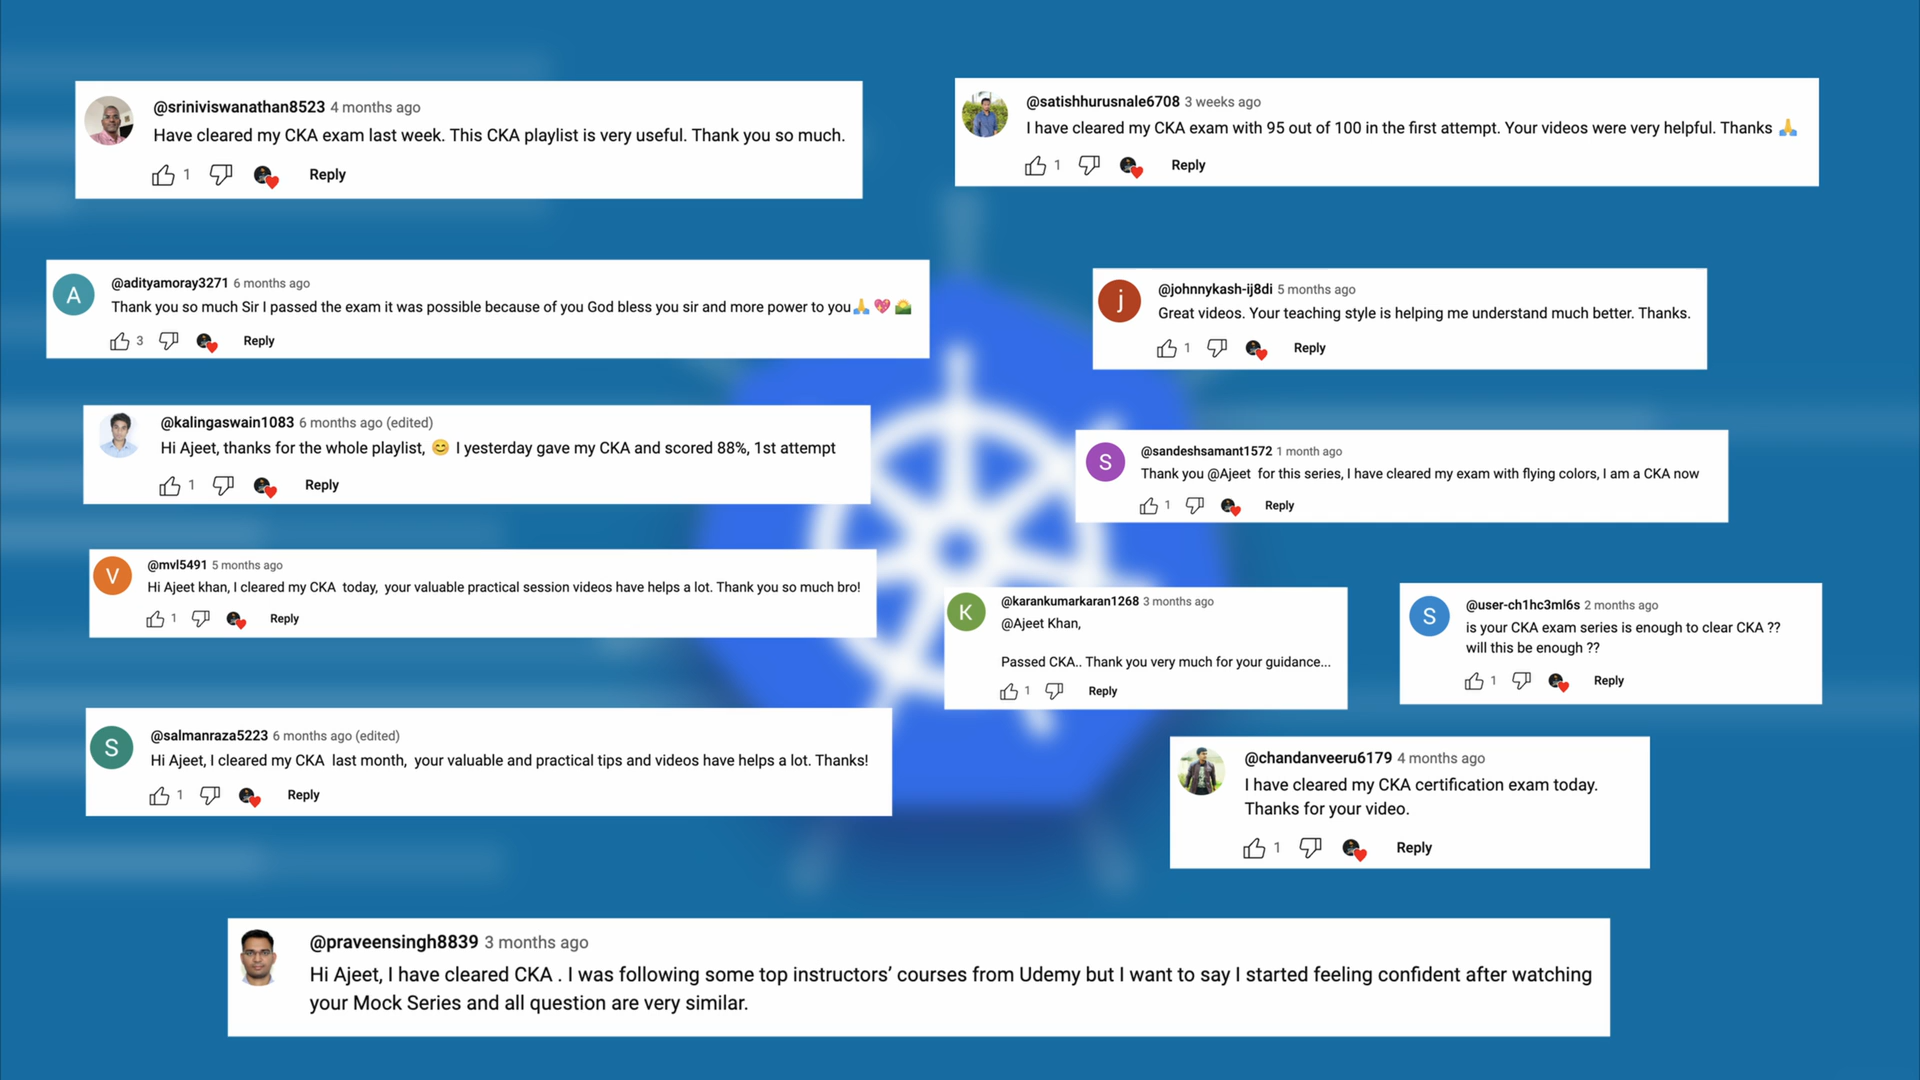 @sriniviswanathan8523 4 months ago
Have cleared my CKA exam last week. This CKA playlist is very useful. Thank you so much.
1 Reply
@satishhurusnale6708 3 weeks ago
I have cleared my CKA exam with 95 out of 100 in the first attempt. Your videos were very helpful. Thanks 🙏
1 Reply
A
@adityamoray3271 6 months ago
Thank you so much Sir I passed the exam it was possible because of you God bless you sir and more power to you🙏 💖 🌄
3 Reply
j
@johnnykash-ij8di 5 months ago
Great videos. Your teaching style is helping me understand much better. Thanks.
1 Reply
@kalingaswain1083 6 months ago (edited)
Hi Ajeet, thanks for the whole playlist, 😊 I yesterday gave my CKA and scored 88%, 1st attempt
1 Reply
S
@sandeshsamant1572 1 month ago
Thank you @Ajeet for this series, I have cleared my exam with flying colors, I am a CKA now
1 Reply
V
@mvl5491 5 months ago
Hi Ajeet khan, I cleared my CKA today, your valuable practical session videos have helps a lot. Thank you so much bro!
1 Reply
K
@karankumarkaran1268 3 months ago
@Ajeet Khan,
Passed CKA.. Thank you very much for your guidance...
1 Reply
S
@user-ch1hc3ml6s 2 months ago
is your CKA exam series is enough to clear CKA ??
will this be enough ??
1 Reply
S
@salmanraza5223 6 months ago (edited)
Hi Ajeet, I cleared my CKA last month, your valuable and practical tips and videos have helps a lot. Thanks!
1 Reply
@chandanveeru6179 4 months ago
I have cleared my CKA certification exam today.
Thanks for your video.
1 Reply
@praveensingh8839 3 months ago
Hi Ajeet, I have cleared CKA . I was following some top instructors’ courses from Udemy but I want to say I started feeling confident after watching
your Mock Series and all question are very similar.